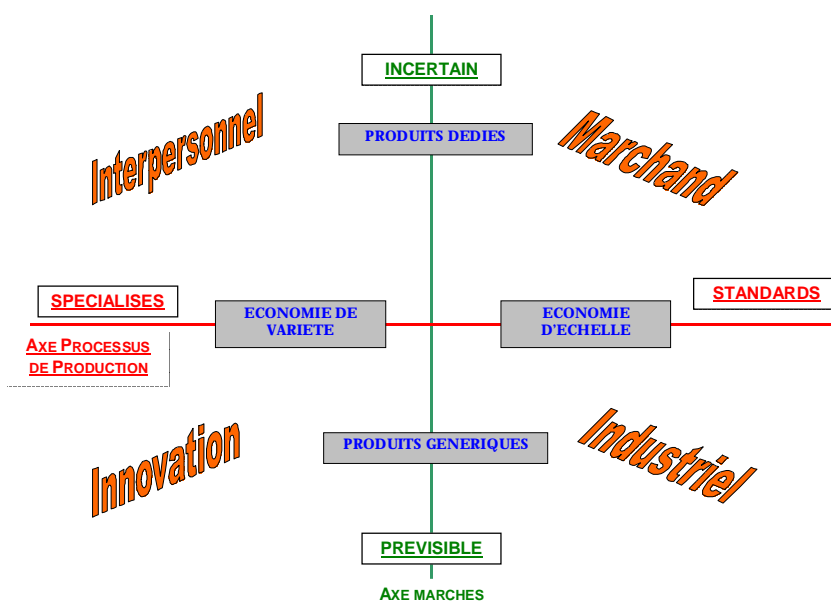 INCERTAIN
Interpersonnel
PRODUITS DEDIES
Marchand
SPECIALISES
STANDARDS
ECONOMIE DE
VARIETE
ECONOMIE
D'ECHELLE
AXE PROCESSUS
DE PRODUCTION
Innovation
PRODUITS GENERIQUES
Industriel
PREVISIBLE
AXE MARCHES